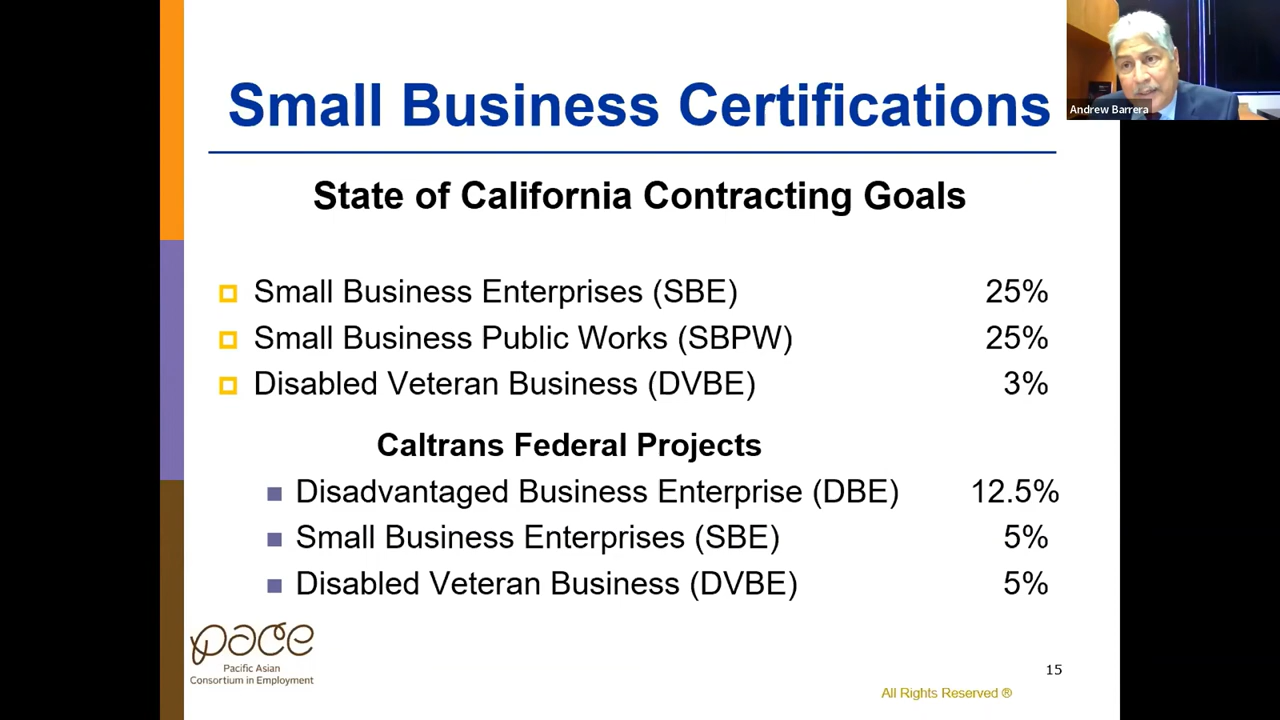 Small Business Certifications
Andrew Barrera
State of California Contracting Goals
Small Business Enterprises (SBE) 25%
Small Business Public Works (SBPW) 25%
Disabled Veteran Business (DVBE) 3%
Caltrans Federal Projects
Disadvantaged Business Enterprise (DBE) 12.5%
Small Business Enterprises (SBE) 5%
Disabled Veteran Business (DVBE) 5%
pace
Pacific Asian
Consortium in Employment
15
All Rights Reserved ®